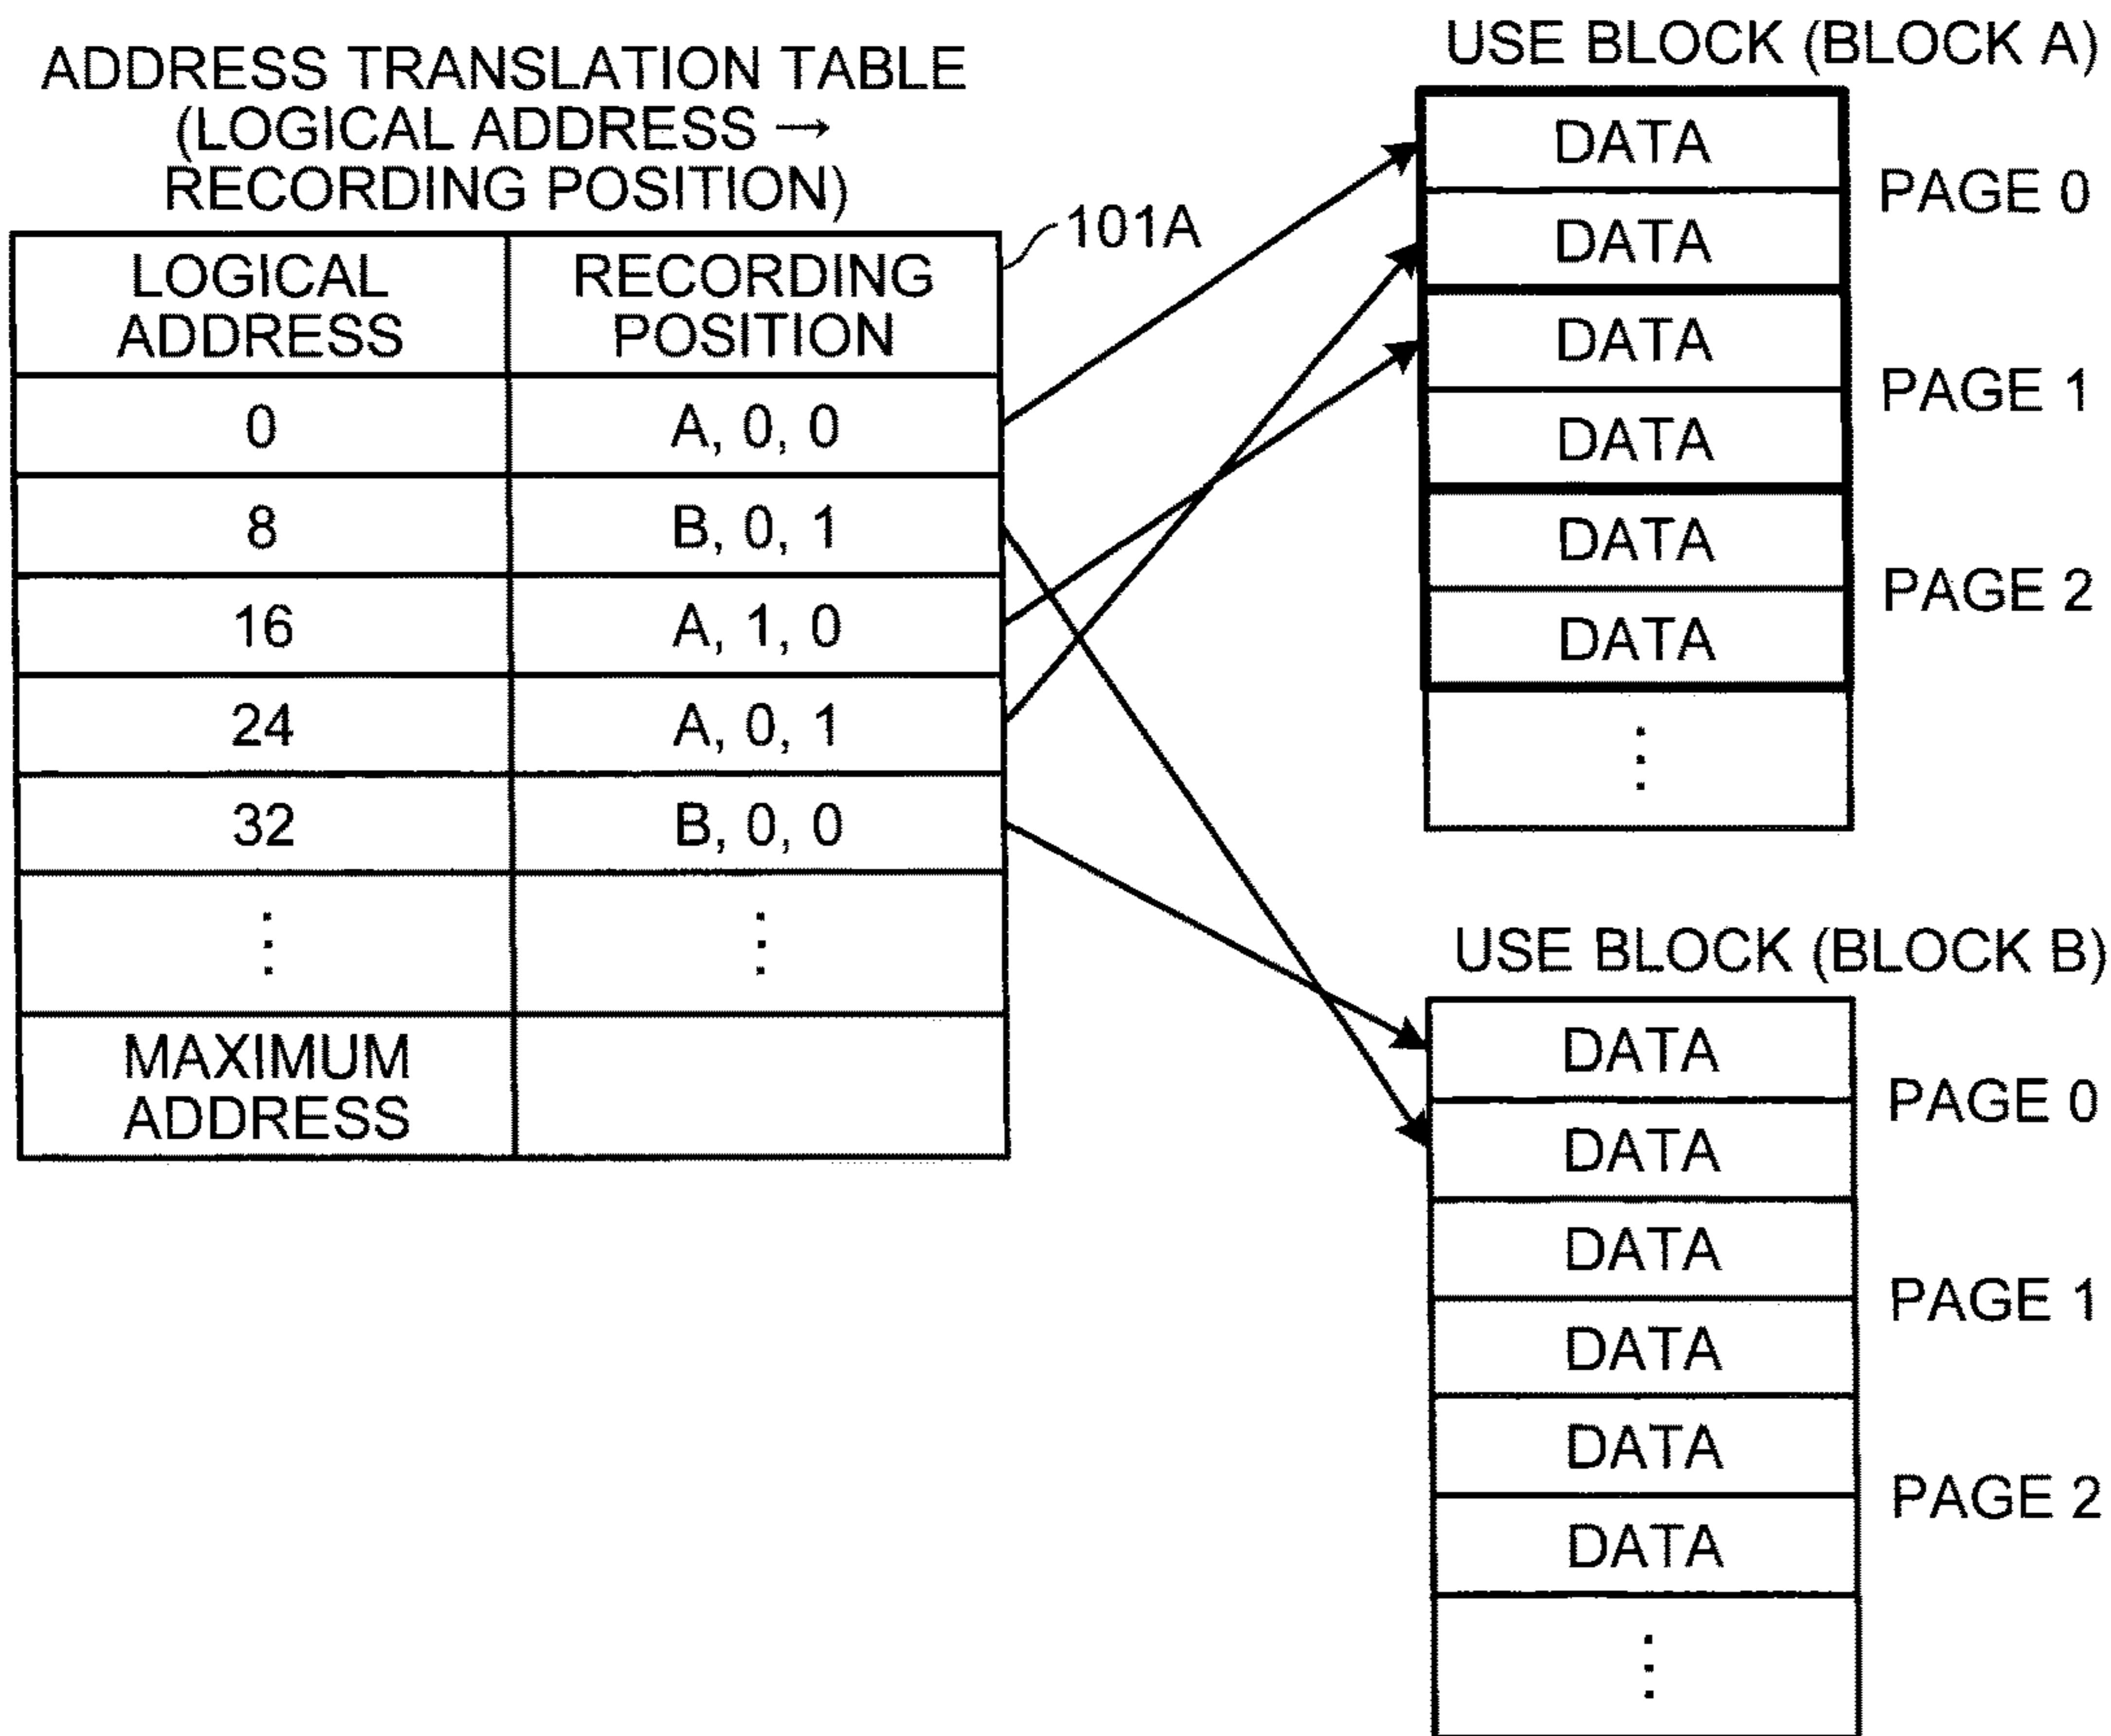 ADDRESS TRANSLATION TABLE
(LOGICAL ADDRESS →
RECORDING POSITION)
101A
LOGICAL ADDRESS RECORDING POSITION
0 A, 0, 0
8 B, 0, 1
16 A, 1, 0
24 A, 0, 1
32 B, 0, 0
⋮ ⋮
MAXIMUM ADDRESS
USE BLOCK (BLOCK A)
DATA
PAGE 0
DATA
DATA
PAGE 1
DATA
DATA
PAGE 2
DATA
⋮
USE BLOCK (BLOCK B)
DATA
PAGE 0
DATA
DATA
PAGE 1
DATA
DATA
PAGE 2
DATA
⋮